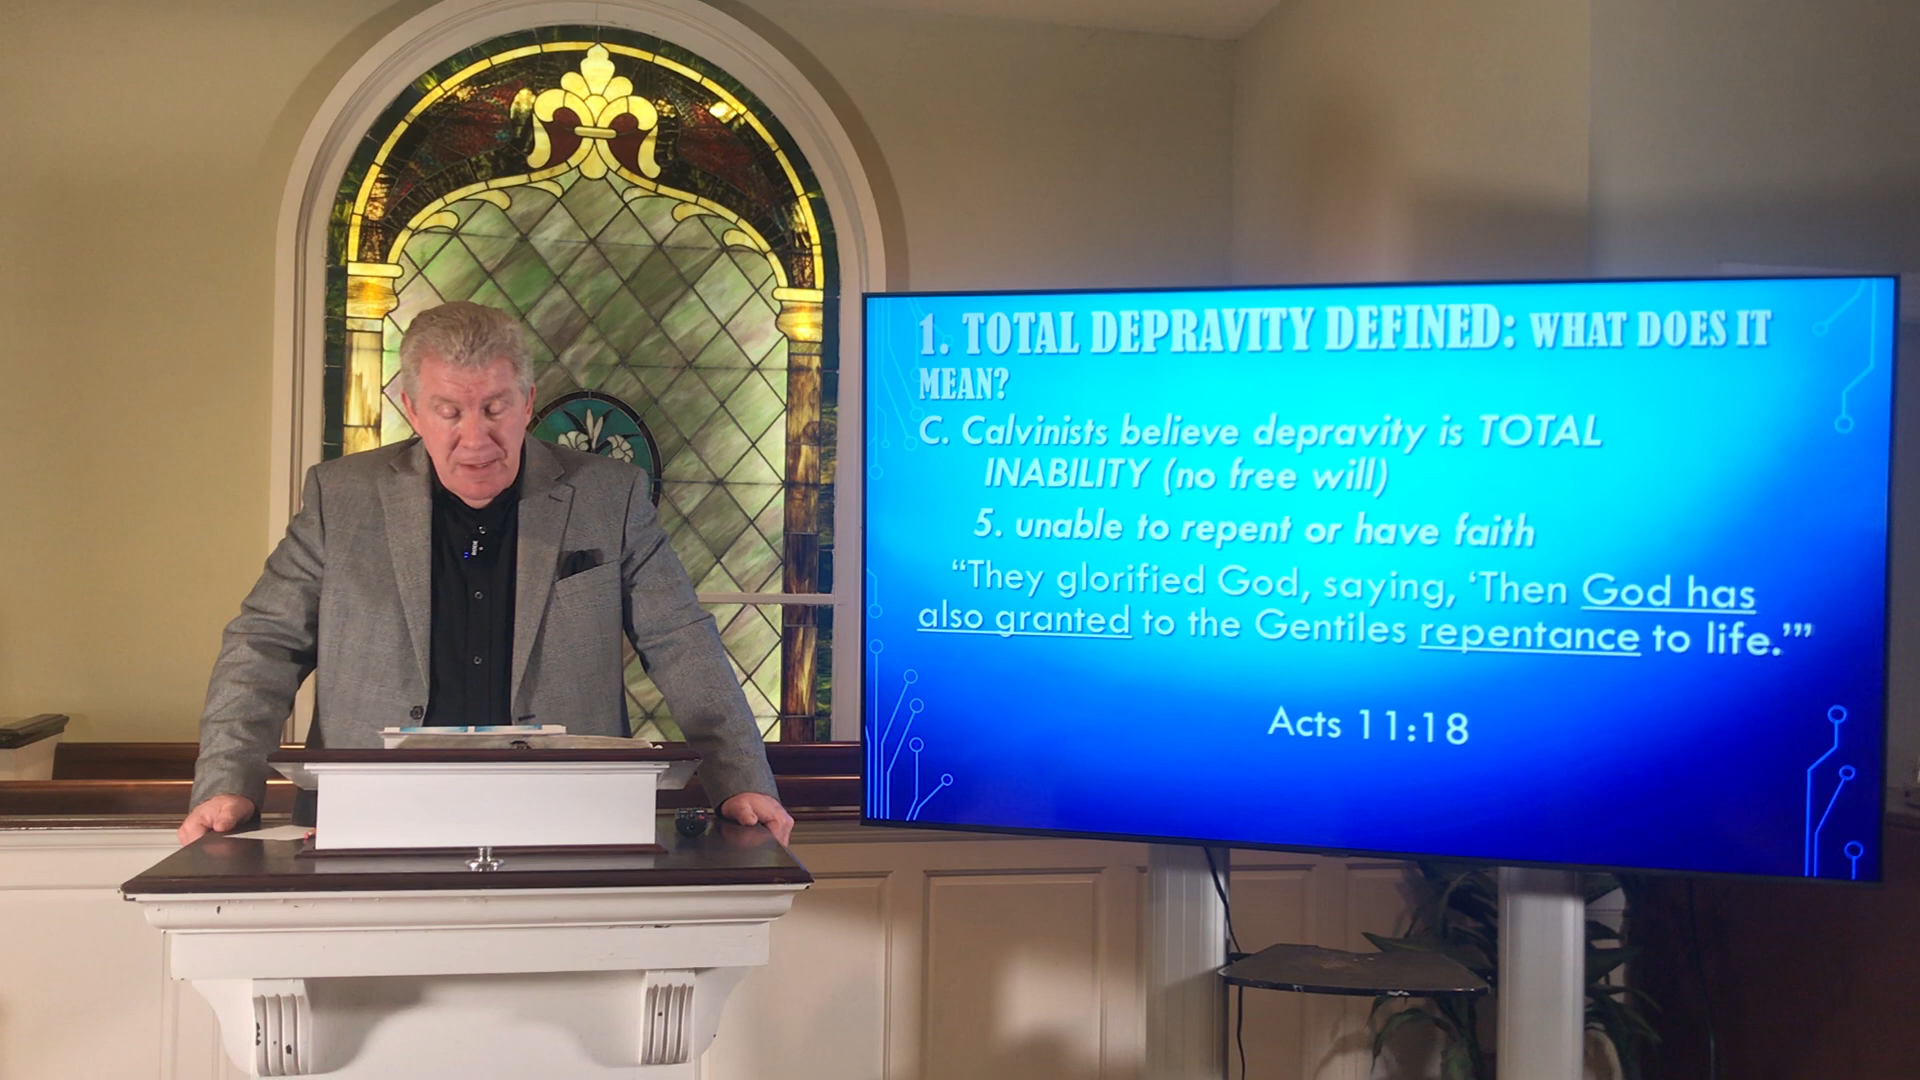 1. TOTAL DEPRAVITY DEFINED: WHAT DOES IT
MEAN?
C. Calvinists believe depravity is TOTAL
INABILITY (no free will)
5. unable to repent or have faith
“They glorified God, saying, ‘Then God has
also granted to the Gentiles repentance to life.’”
Acts 11:18